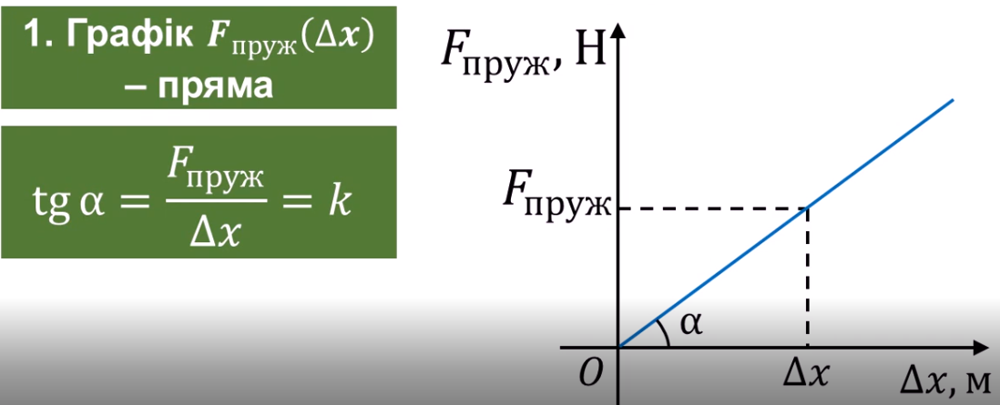 1. Графік Fпруж(Δx)
– пряма
tg α = Fпруж / Δx = k
Fпруж, Н
Fпруж
α
O
Δx
Δx, м